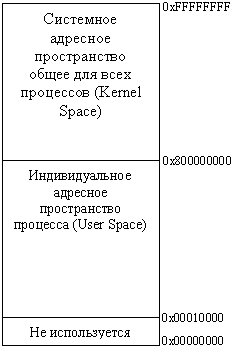 0xFFFFFFFF
Системное
адресное
пространство
общее для всех
процессов (Kernel
Space)
0x800000000
Индивидуальное
адресное
пространство
процесса (User Space)
0x00010000
Не используется
0x00000000